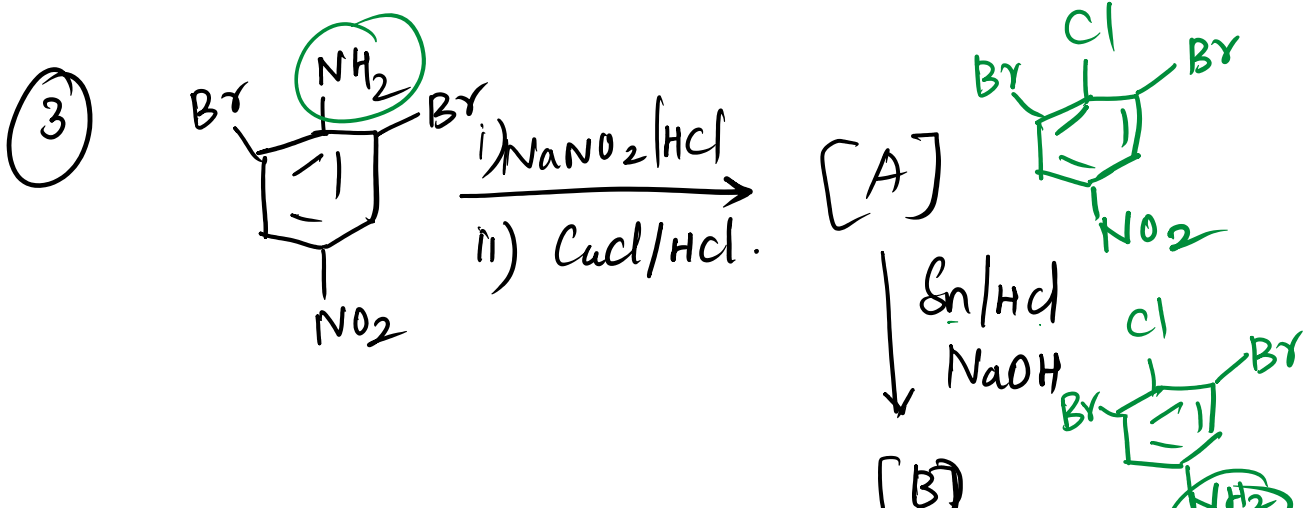 3
NH2
Br
Br
NO2
i) NaNO2/HCl
ii) CuCl/HCl.
[A]
Cl
Br
Br
NO2
Sn/HCl
NaOH
[B]
Cl
Br
Br
NH2